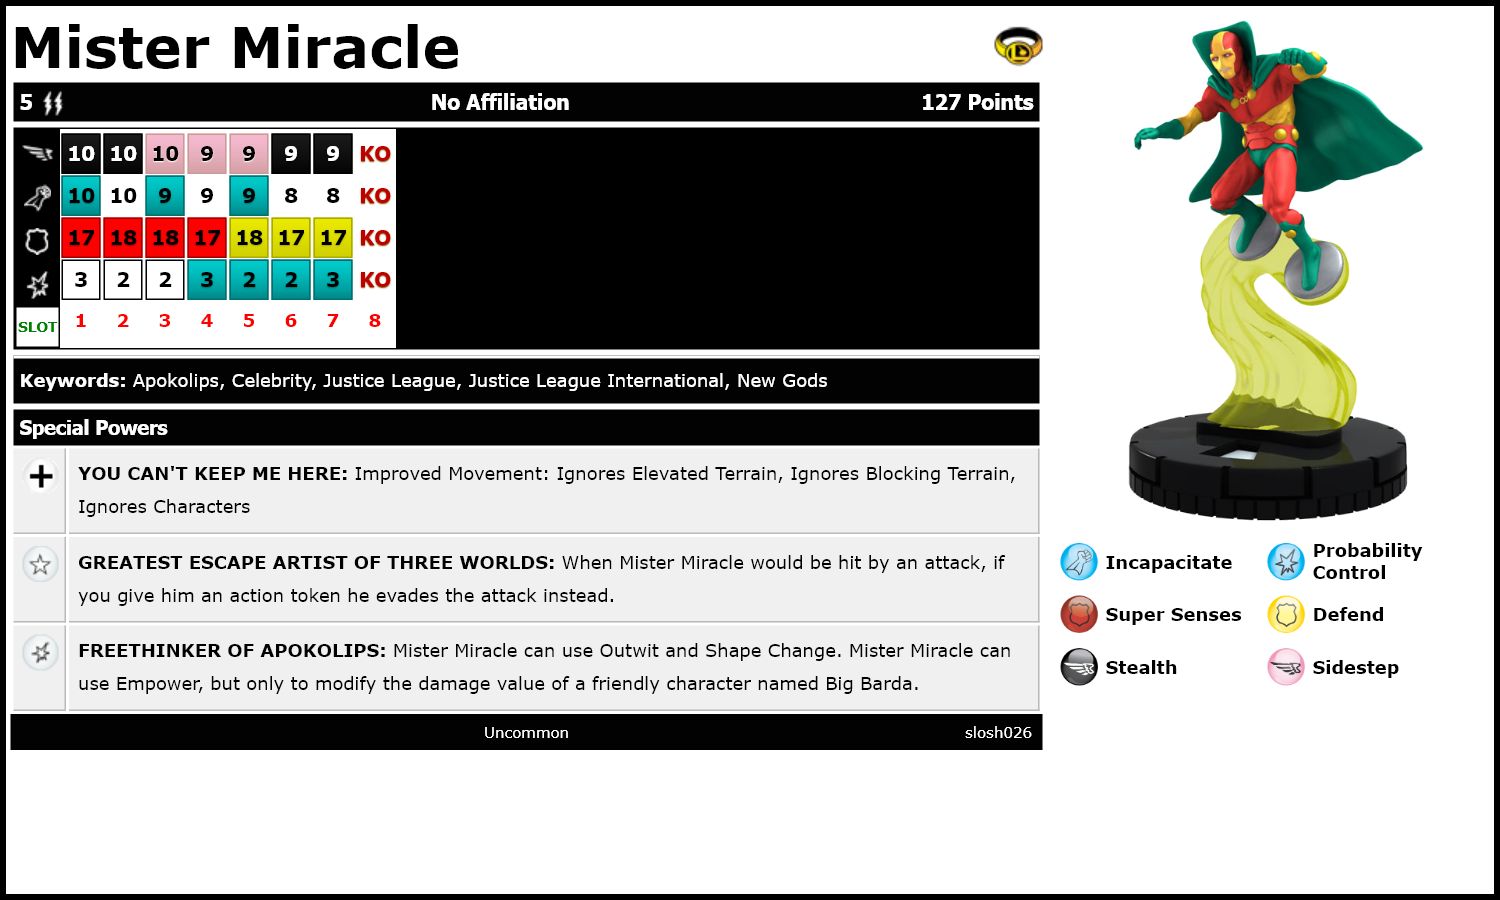 Mister Miracle
5 No Affiliation 127 Points
10 10 10 9 9 9 9 KO
10 10 9 9 9 8 8 KO
17 18 18 17 18 17 17 KO
3 2 2 3 2 2 3 KO
SLOT 1 2 3 4 5 6 7 8
Keywords: Apokolips, Celebrity, Justice League, Justice League International, New Gods
Special Powers
YOU CAN'T KEEP ME HERE: Improved Movement: Ignores Elevated Terrain, Ignores Blocking Terrain,
Ignores Characters
GREATEST ESCAPE ARTIST OF THREE WORLDS: When Mister Miracle would be hit by an attack, if
you give him an action token he evades the attack instead.
FREETHINKER OF APOKOLIPS: Mister Miracle can use Outwit and Shape Change. Mister Miracle can
use Empower, but only to modify the damage value of a friendly character named Big Barda.
Uncommon slosh026
Incapacitate
Probability
Control
Super Senses
Defend
Stealth
Sidestep